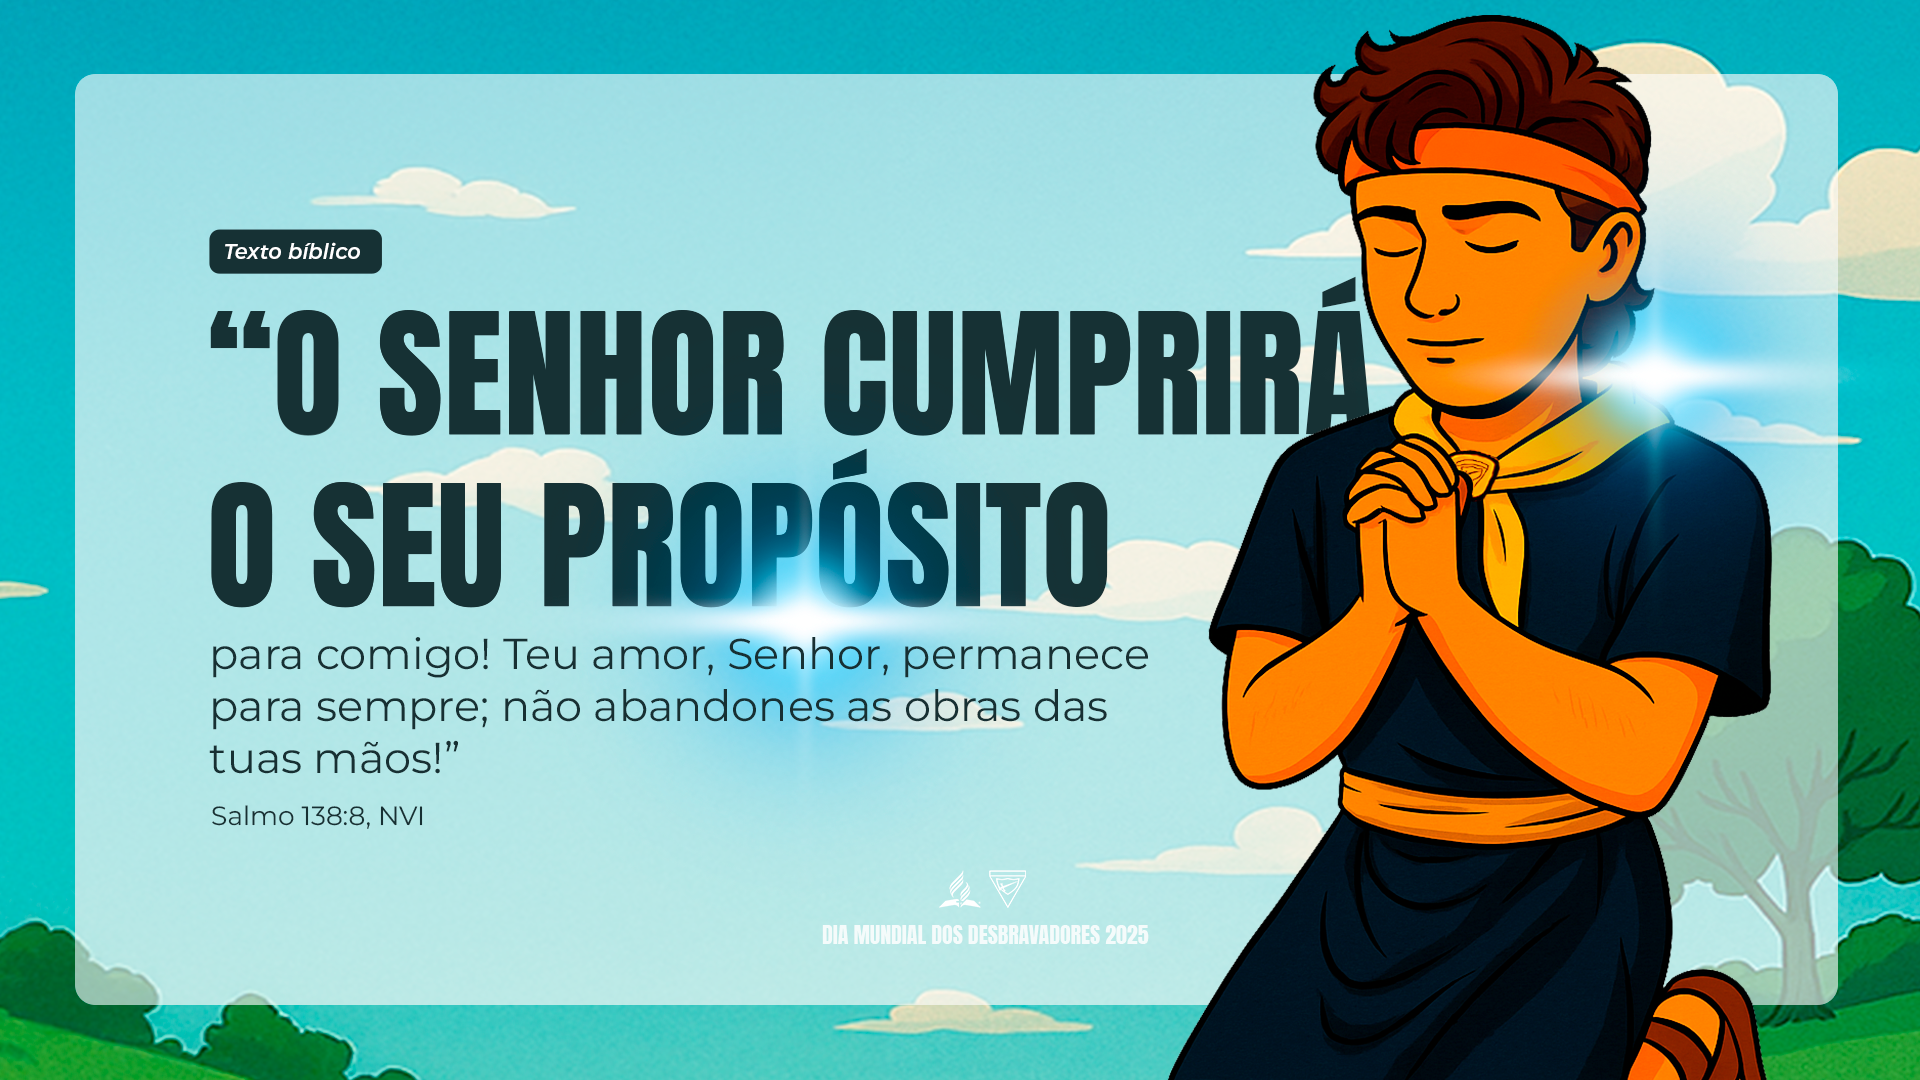 Texto bíblico
“O SENHOR CUMPRIRÁ
O SEU PROPÓSITO
para comigo! Teu amor, Senhor, permanece
para sempre; não abandones as obras das
tuas mãos!”
Salmo 138:8, NVI
DIA MUNDIAL DOS DESBRAVADORES 2025